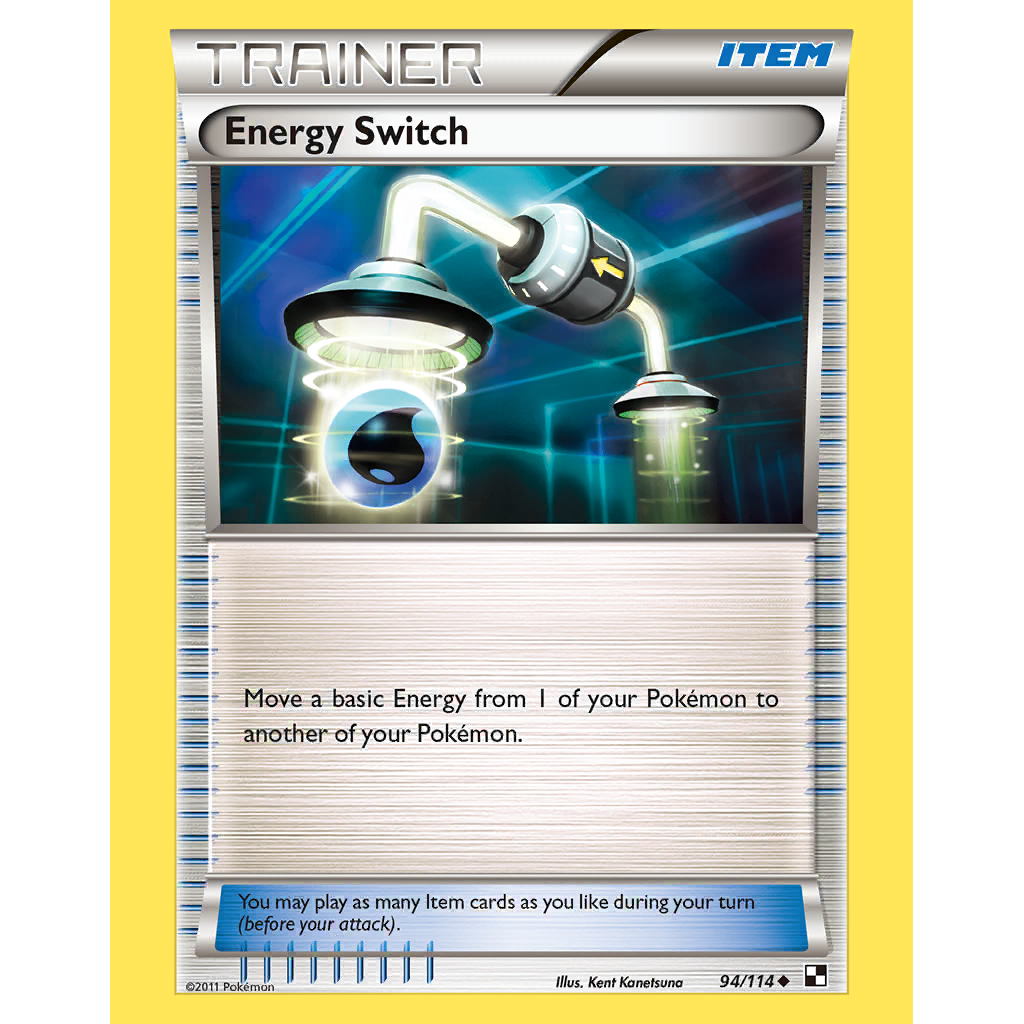 TRAINER
ITEM
Energy Switch
Move a basic Energy from 1 of your Pokémon to
another of your Pokémon.
You may play as many Item cards as you like during your turn
(before your attack).
©2011 Pokémon
Illus. Kent Kanetsuna
94/114